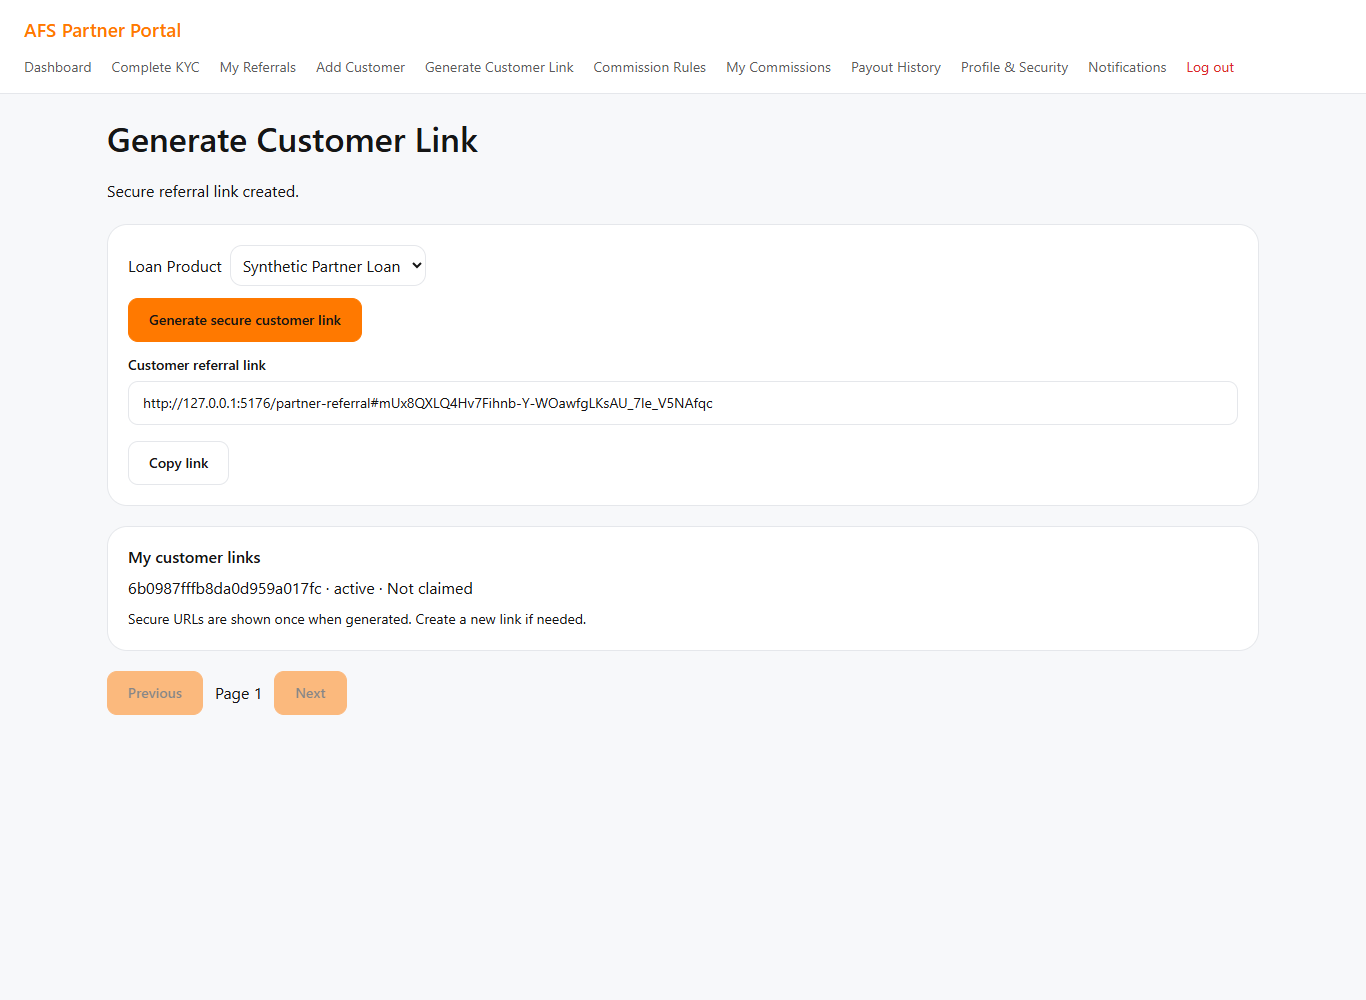 AFS Partner Portal
Dashboard Complete KYC My Referrals Add Customer Generate Customer Link Commission Rules My Commissions Payout History Profile & Security Notifications Log out
Generate Customer Link
Secure referral link created.
Loan Product Synthetic Partner Loan
Generate secure customer link
Customer referral link
http://127.0.0.1:5176/partner-referral#mUx8QXLQ4Hv7Fihnb-Y-WOawfgLKsAU_7Ie_V5NAfqc
Copy link
My customer links
6b0987fffb8da0d959a017fc · active · Not claimed
Secure URLs are shown once when generated. Create a new link if needed.
Previous Page 1 Next